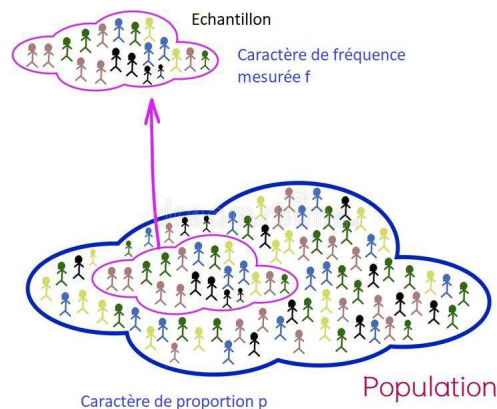 Echantillon
Caractère de fréquence
mesurée f
Population
Caractère de proportion p